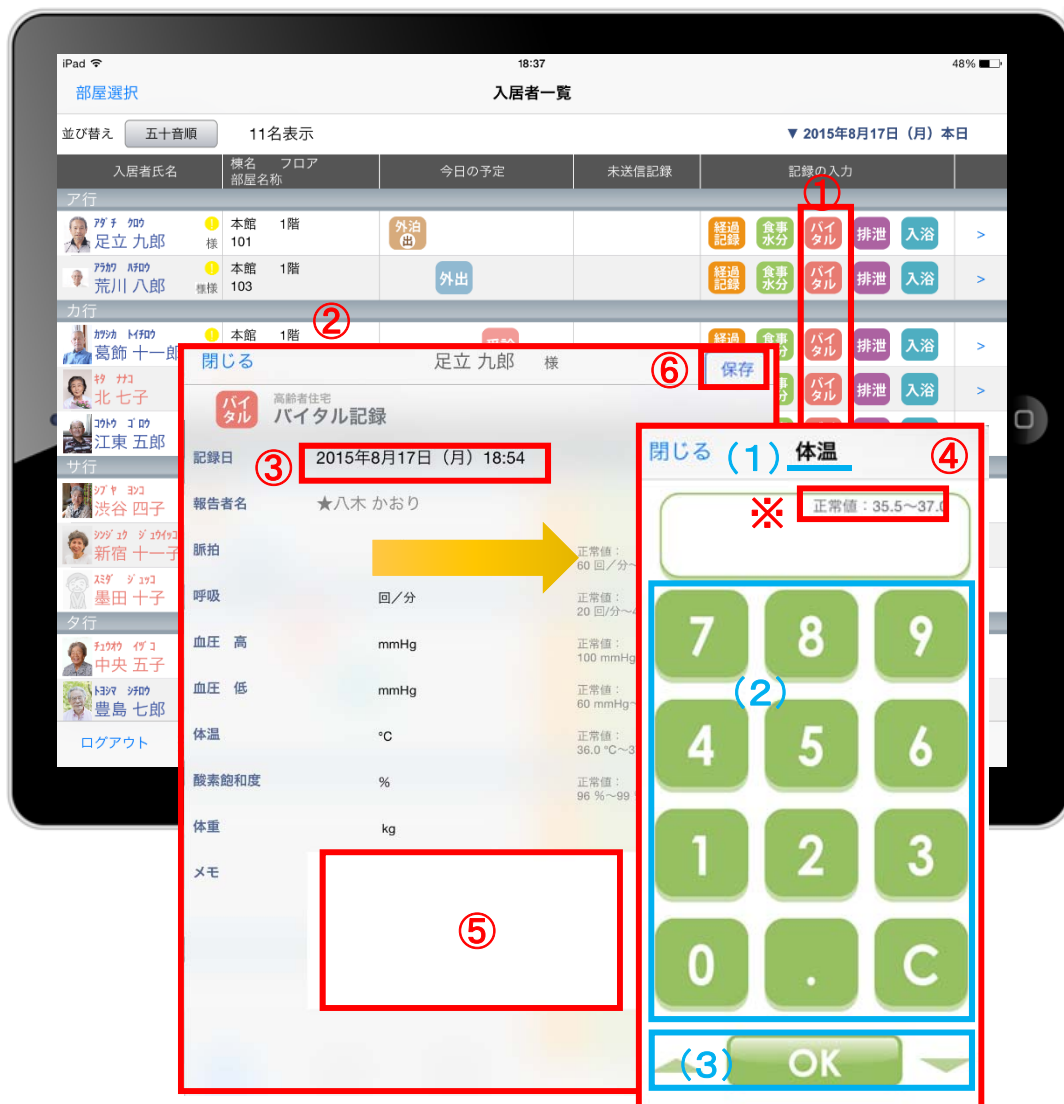 iPad 18:37 48%
部屋選択 入居者一覧
並び替え 五十音順 11名表示 ▼ 2015年8月17日（月）本日
入居者氏名 棟名 フロア 今日の予定 未送信記録 記録の入力
部屋名称
①
ア行
ｱﾀﾞﾁ ｸﾛｳ ! 本館 1階 外泊 経過 食事 バイ 排泄 入浴 >
足立 九郎 様 101 出 記録 水分 タル
ｱﾗｶﾜ ﾊﾁﾛｳ ! 本館 1階 外出 経過 食事 バイ 排泄 入浴 >
荒川 八郎 様様 103 記録 水分 タル
カ行
②
ｶﾂｼｶ ﾄｲﾁﾛｳ ! 本館 1階 バイ 排泄 入浴 >
葛飾 十一郎 タル
ｷﾀ ﾅﾅｺ バイ 排泄 入浴 >
北 七子 タル
ｺｳﾄｳ ｺﾞﾛｳ
江東 五郎
サ行
ｼﾌﾞﾔ ﾖﾝｺ
渋谷 四子
ｼﾝｼﾞｭｸ ｼﾞｭｳｲｯｺ
新宿 十一子
ｽﾐﾀﾞ ｼﾞｭｯｺ
墨田 十子
タ行
ﾁｭｳｵｳ ｲﾂﾞｺ
中央 五子
ﾄﾖｼﾏ ｼﾁﾛｳ
豊島 七郎
ログアウト
閉じる 足立 九郎 様 ⑥ 保存
バイ 高齢者住宅
タル バイタル記録
記録日 ③ 2015年8月17日（月）18:54
報告者名 ★八木 かおり
脈拍 正常値：
60 回／分～
呼吸 回／分 正常値：
20 回/分～
血圧 高 mmHg 正常値：
100 mmHg
血圧 低 mmHg 正常値：
60 mmHg～
体温 °C 正常値：
36.0 °C～3
酸素飽和度 % 正常値：
96 %～99
体重 kg
メモ
⑤
閉じる （１） 体温 ④
※ 正常値：35.5～37.0
7 8 9
（２）
4 5 6
1 2 3
0 . C
（３） OK